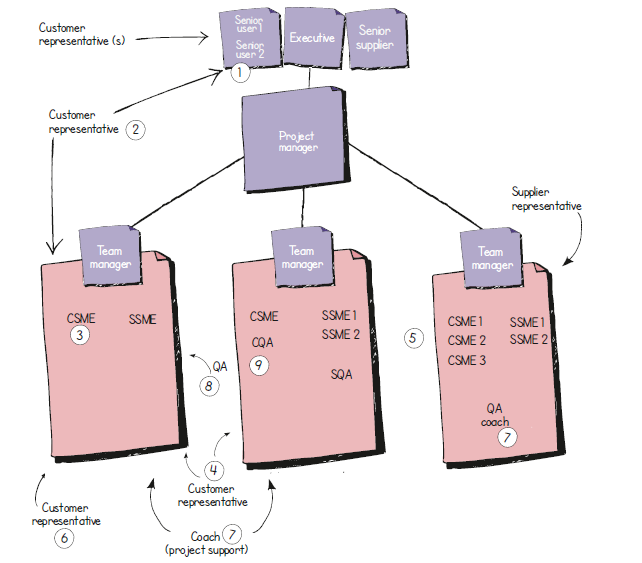 Customer
representative (s)
Senior
user 1
Senior
user 2
1
Executive
Senior
supplier
Customer
representative 2
Project
manager
Supplier
representative
Team
manager
Team
manager
Team
manager
CSME SSME
3
CSME SSME 1
SSME 2
CQA
9
SQA
CSME 1 SSME 1
CSME 2 SSME 2
CSME 3
5
QA
coach
7
QA
8
4
Customer
representative
Customer
representative
6
Coach 7
(project support)